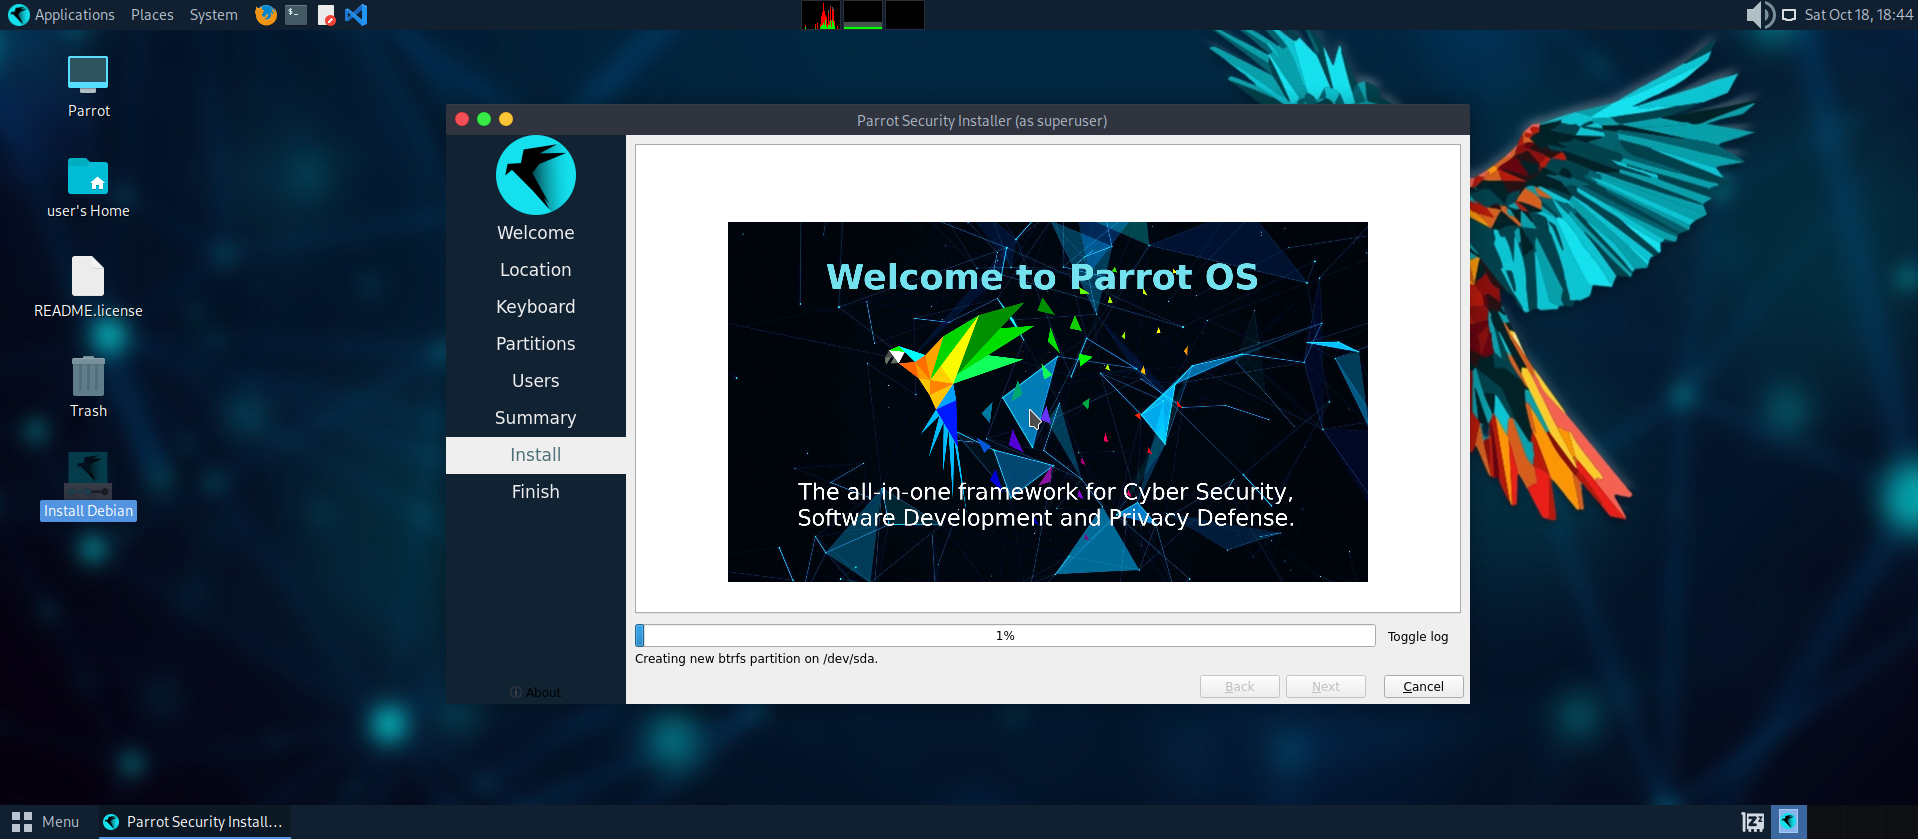 Applications Places System
Sat Oct 18, 18:44
Parrot
user's Home
README.license
Trash
Install Debian
Parrot Security Installer (as superuser)
Welcome
Location
Keyboard
Partitions
Users
Summary
Install
Finish
About
Welcome to Parrot OS
The all-in-one framework for Cyber Security,
Software Development and Privacy Defense.
1%
Toggle log
Creating new btrfs partition on /dev/sda.
Back Next Cancel
Menu Parrot Security Install...